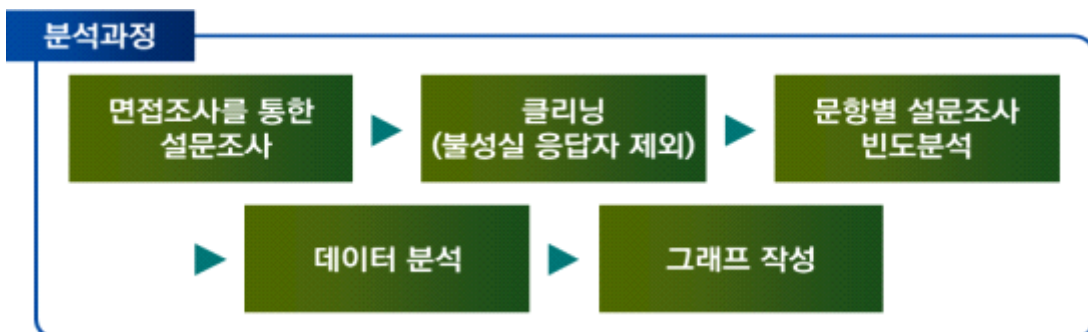 분석과정
면접조사를 통한
설문조사
클리닝
(불성실 응답자 제외)
문항별 설문조사
빈도분석
데이터 분석
그래프 작성